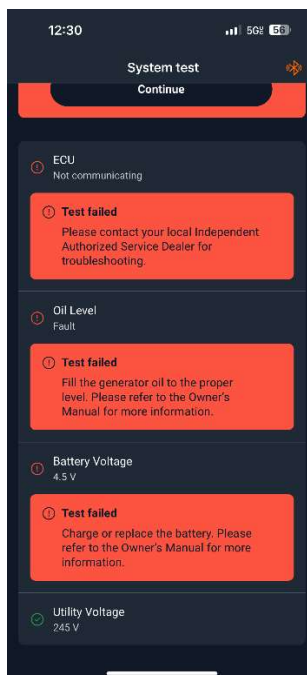 12:30
5G
56
System test
Continue
ECU
Not communicating
Test failed
Please contact your local Independent
Authorized Service Dealer for
troubleshooting.
Oil Level
Fault
Test failed
Fill the generator oil to the proper
level. Please refer to the Owner's
Manual for more information.
Battery Voltage
4.5 V
Test failed
Charge or replace the battery. Please
refer to the Owner's Manual for more
information.
Utility Voltage
245 V